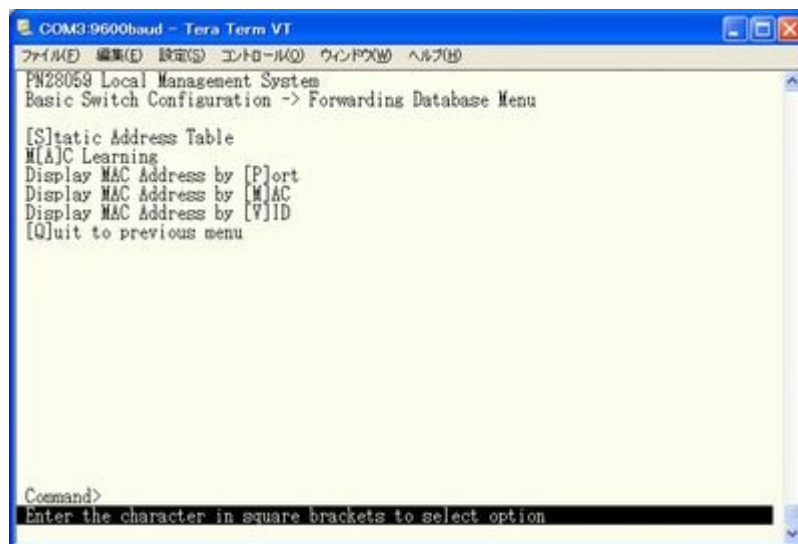 COM3:9600baud - Tera Term VT
ファイル(F) 編集(E) 設定(S) コントロール(O) ウィンドウ(W) ヘルプ(H)
PN28059 Local Management System
Basic Switch Configuration -> Forwarding Database Menu
[S]tatic Address Table
M[A]C Learning
Display MAC Address by [P]ort
Display MAC Address by [M]AC
Display MAC Address by [V]ID
[Q]uit to previous menu
Command>
Enter the character in square brackets to select option